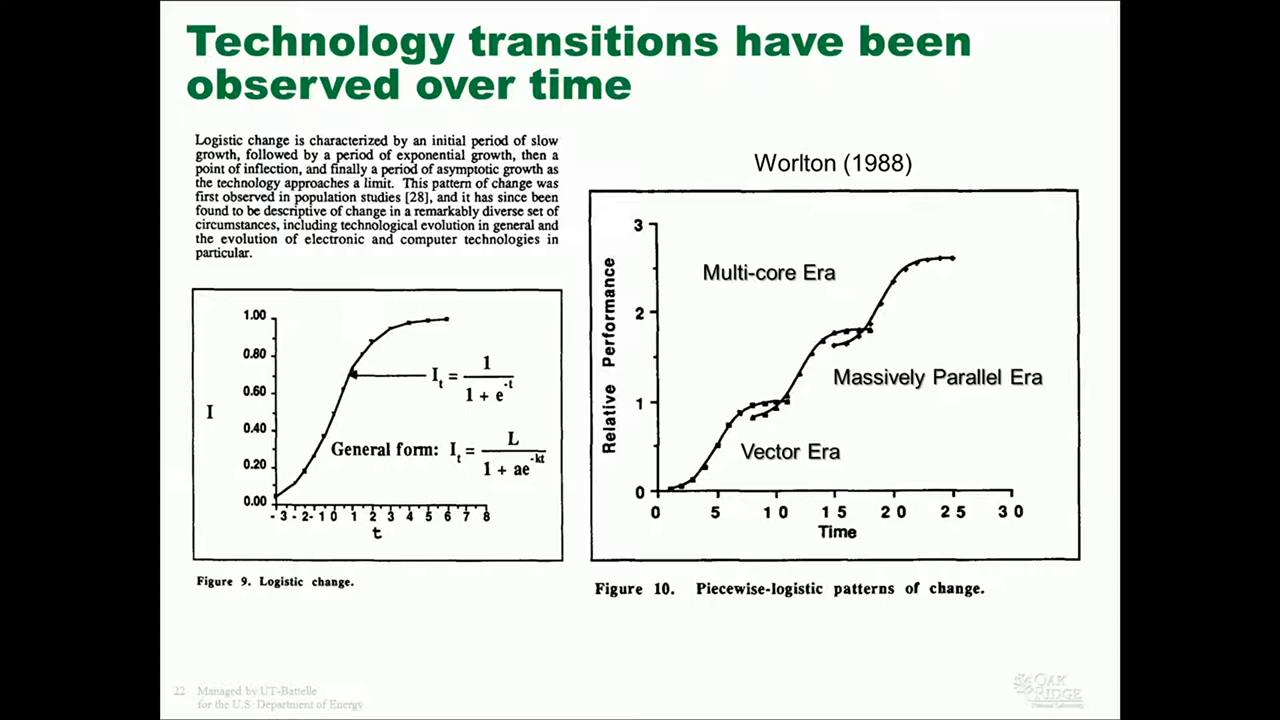 Technology transitions have been
observed over time
Logistic change is characterized by an initial period of slow
growth, followed by a period of exponential growth, then a
point of inflection, and finally a period of asymptotic growth as
the technology approaches a limit. This pattern of change was
first observed in population studies [28], and it has since been
found to be descriptive of change in a remarkably diverse set of
circumstances, including technological evolution in general and
the evolution of electronic and computer technologies in
particular.
1.00
0.80
0.60
0.40
0.20
0.00
I
I_t = 1 / (1 + e^-t)
General form: I_t = L / (1 + ae^-kt)
-3 -2 -1 0 1 2 3 4 5 6 7 8
t
Figure 9. Logistic change.
Worlton (1988)
3
2
1
0
Relative Performance
Multi-core Era
Massively Parallel Era
Vector Era
0 5 10 15 20 25 30
Time
Figure 10. Piecewise-logistic patterns of change.
22 Managed by UT-Battelle
for the U.S. Department of Energy
OAK
RIDGE
National Laboratory